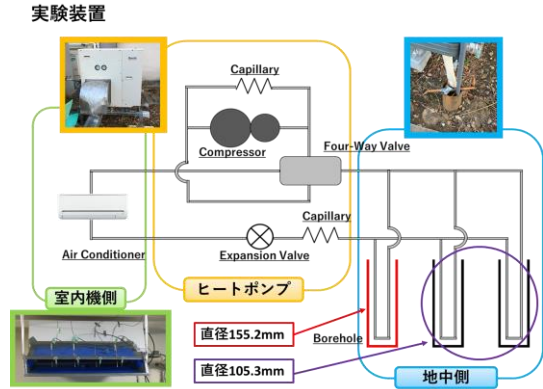 実験装置
Capillary
Compressor
Four-Way Valve
Capillary
Air Conditioner
Expansion Valve
室内機側
ヒートポンプ
直径155.2mm
Borehole
直径105.3mm
地中側